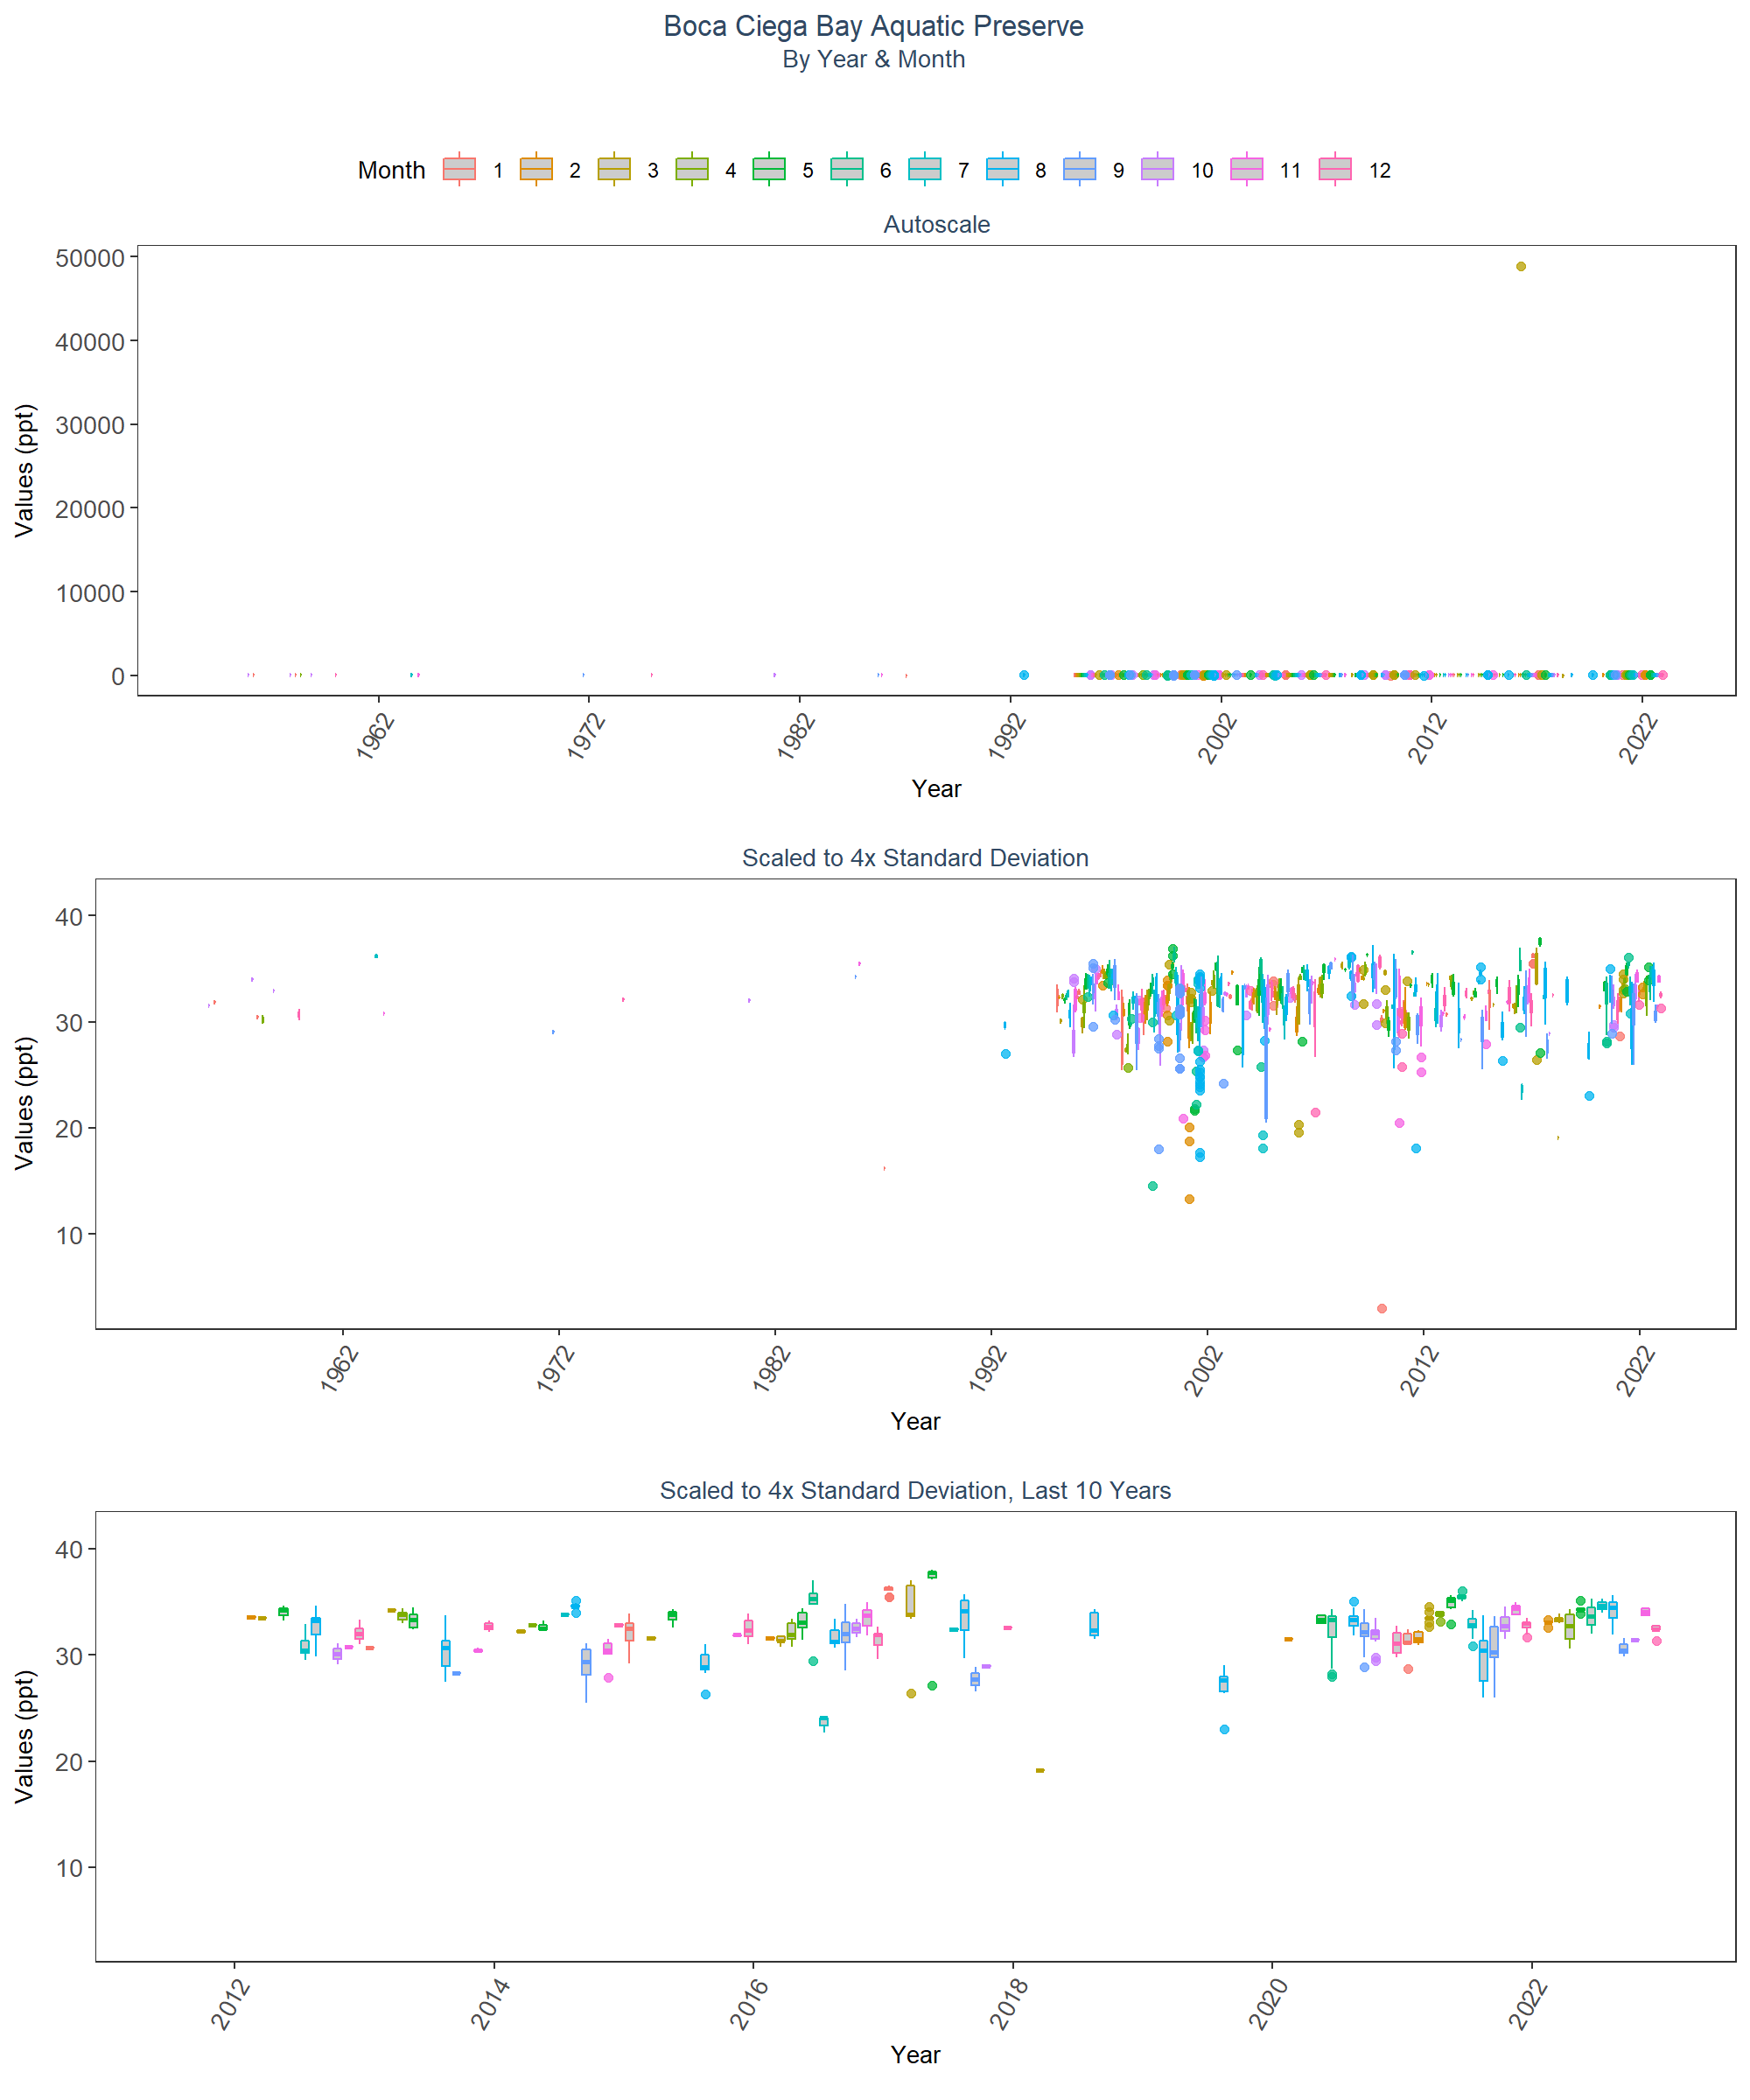 Boca Ciega Bay Aquatic Preserve
By Year & Month
Month 1 2 3 4 5 6 7 8 9 10 11 12
Autoscale
50000
40000
30000
20000
10000
0
Values (ppt)
1962 1972 1982 1992 2002 2012 2022
Year
Scaled to 4x Standard Deviation
40
30
20
10
Values (ppt)
1962 1972 1982 1992 2002 2012 2022
Year
Scaled to 4x Standard Deviation, Last 10 Years
40
30
20
10
Values (ppt)
2012 2014 2016 2018 2020 2022
Year